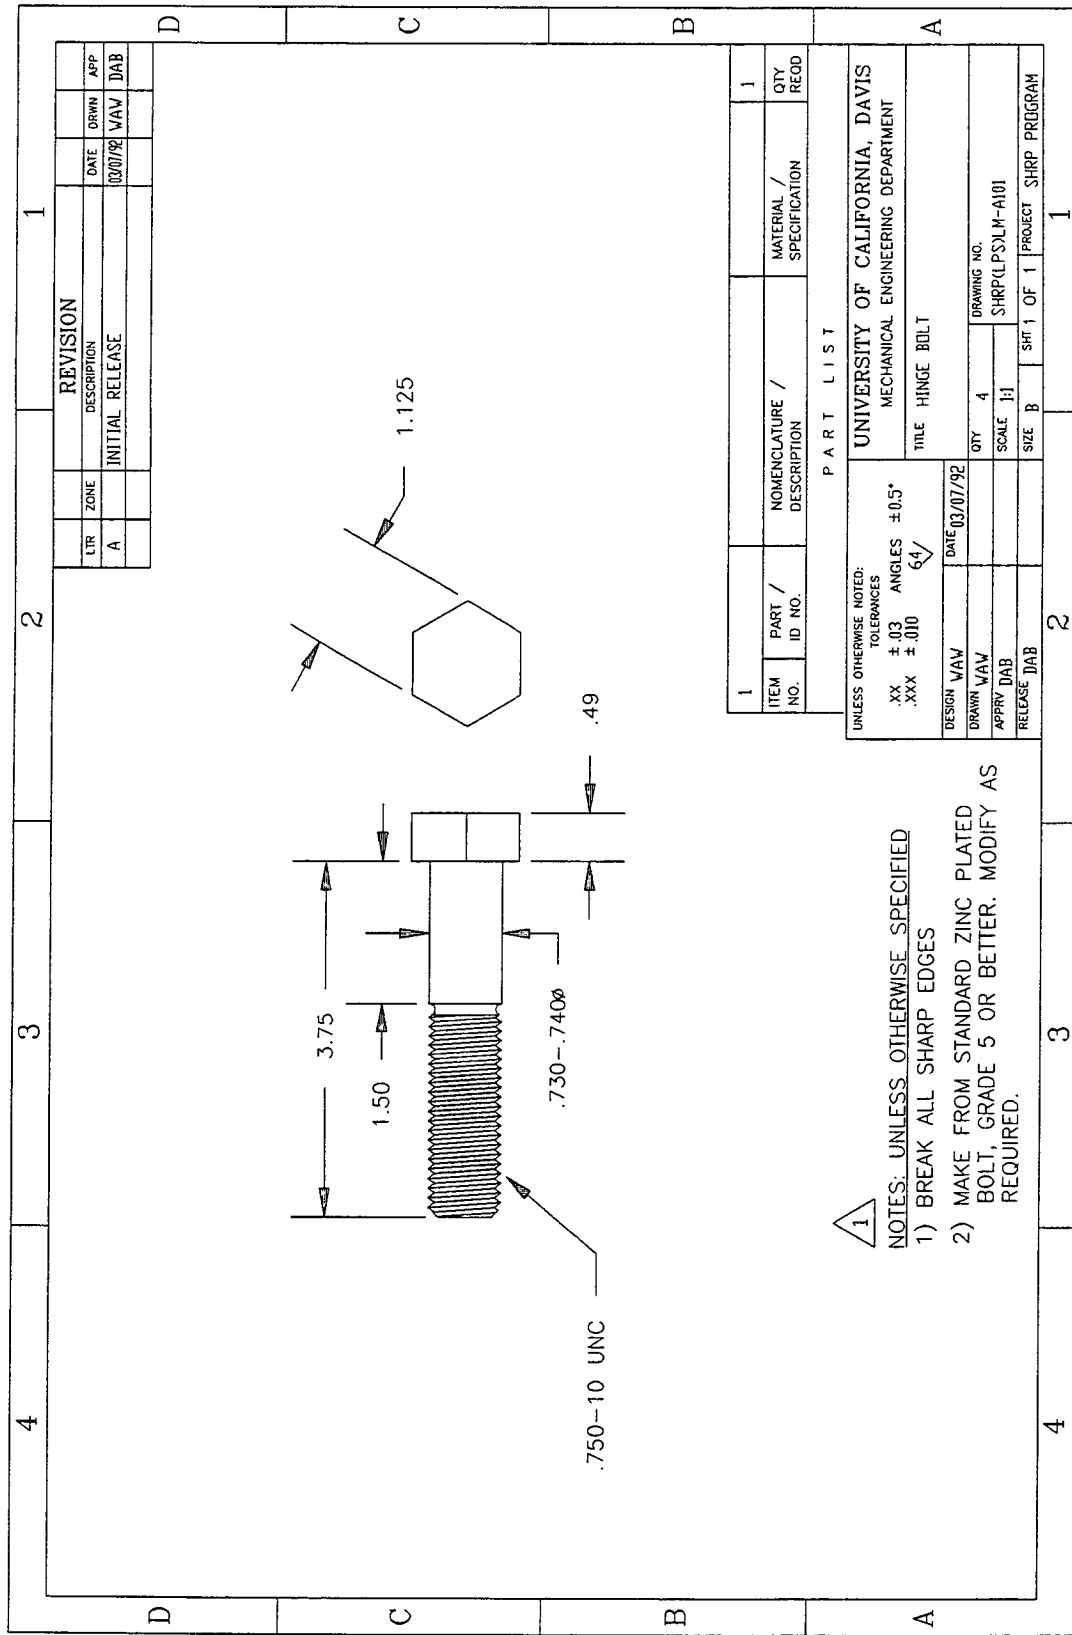 4
3
2
1
D
C
B
A
D
C
B
A
REVISION
LTR ZONE DESCRIPTION DATE DRWN APP
A INITIAL RELEASE 03/07/92 WAW DAB
3.75
1.50
.730-.740ø
.49
1.125
.750-10 UNC
1
NOTES: UNLESS OTHERWISE SPECIFIED
1) BREAK ALL SHARP EDGES
2) MAKE FROM STANDARD ZINC PLATED
BOLT, GRADE 5 OR BETTER. MODIFY AS
REQUIRED.
1 1
ITEM NO. PART / ID NO. NOMENCLATURE / DESCRIPTION MATERIAL / SPECIFICATION QTY REQD
PART LIST
UNLESS OTHERWISE NOTED:
TOLERANCES
.XX ±.03 ANGLES ±0.5°
.XXX ±.010 64/
DESIGN WAW DATE 03/07/92
DRAWN WAW
APPRV DAB
RELEASE DAB
UNIVERSITY OF CALIFORNIA, DAVIS
MECHANICAL ENGINEERING DEPARTMENT
TITLE HINGE BOLT
QTY 4 DRAWING NO.
SCALE 1:1 SHRP(LPS)LM-A101
SIZE B SHT 1 OF 1 PROJECT SHRP PROGRAM
4
3
2
1